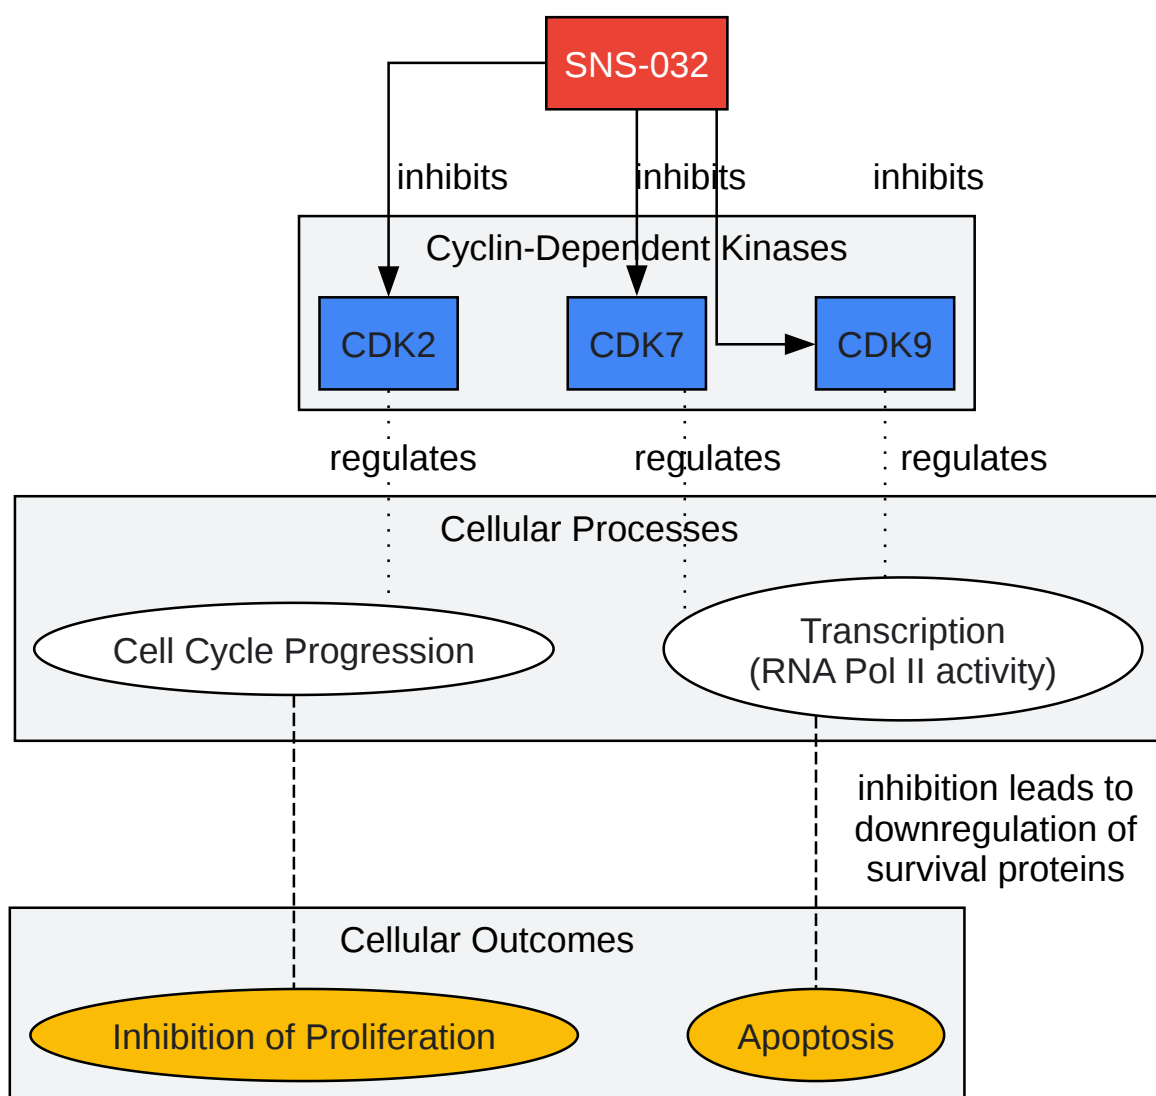 SNS-032
inhibits
inhibits
inhibits
Cyclin-Dependent Kinases
CDK2
CDK7
CDK9
regulates
regulates
regulates
Cellular Processes
Cell Cycle Progression
Transcription
(RNA Pol II activity)
inhibition leads to
downregulation of
survival proteins
Cellular Outcomes
Inhibition of Proliferation
Apoptosis